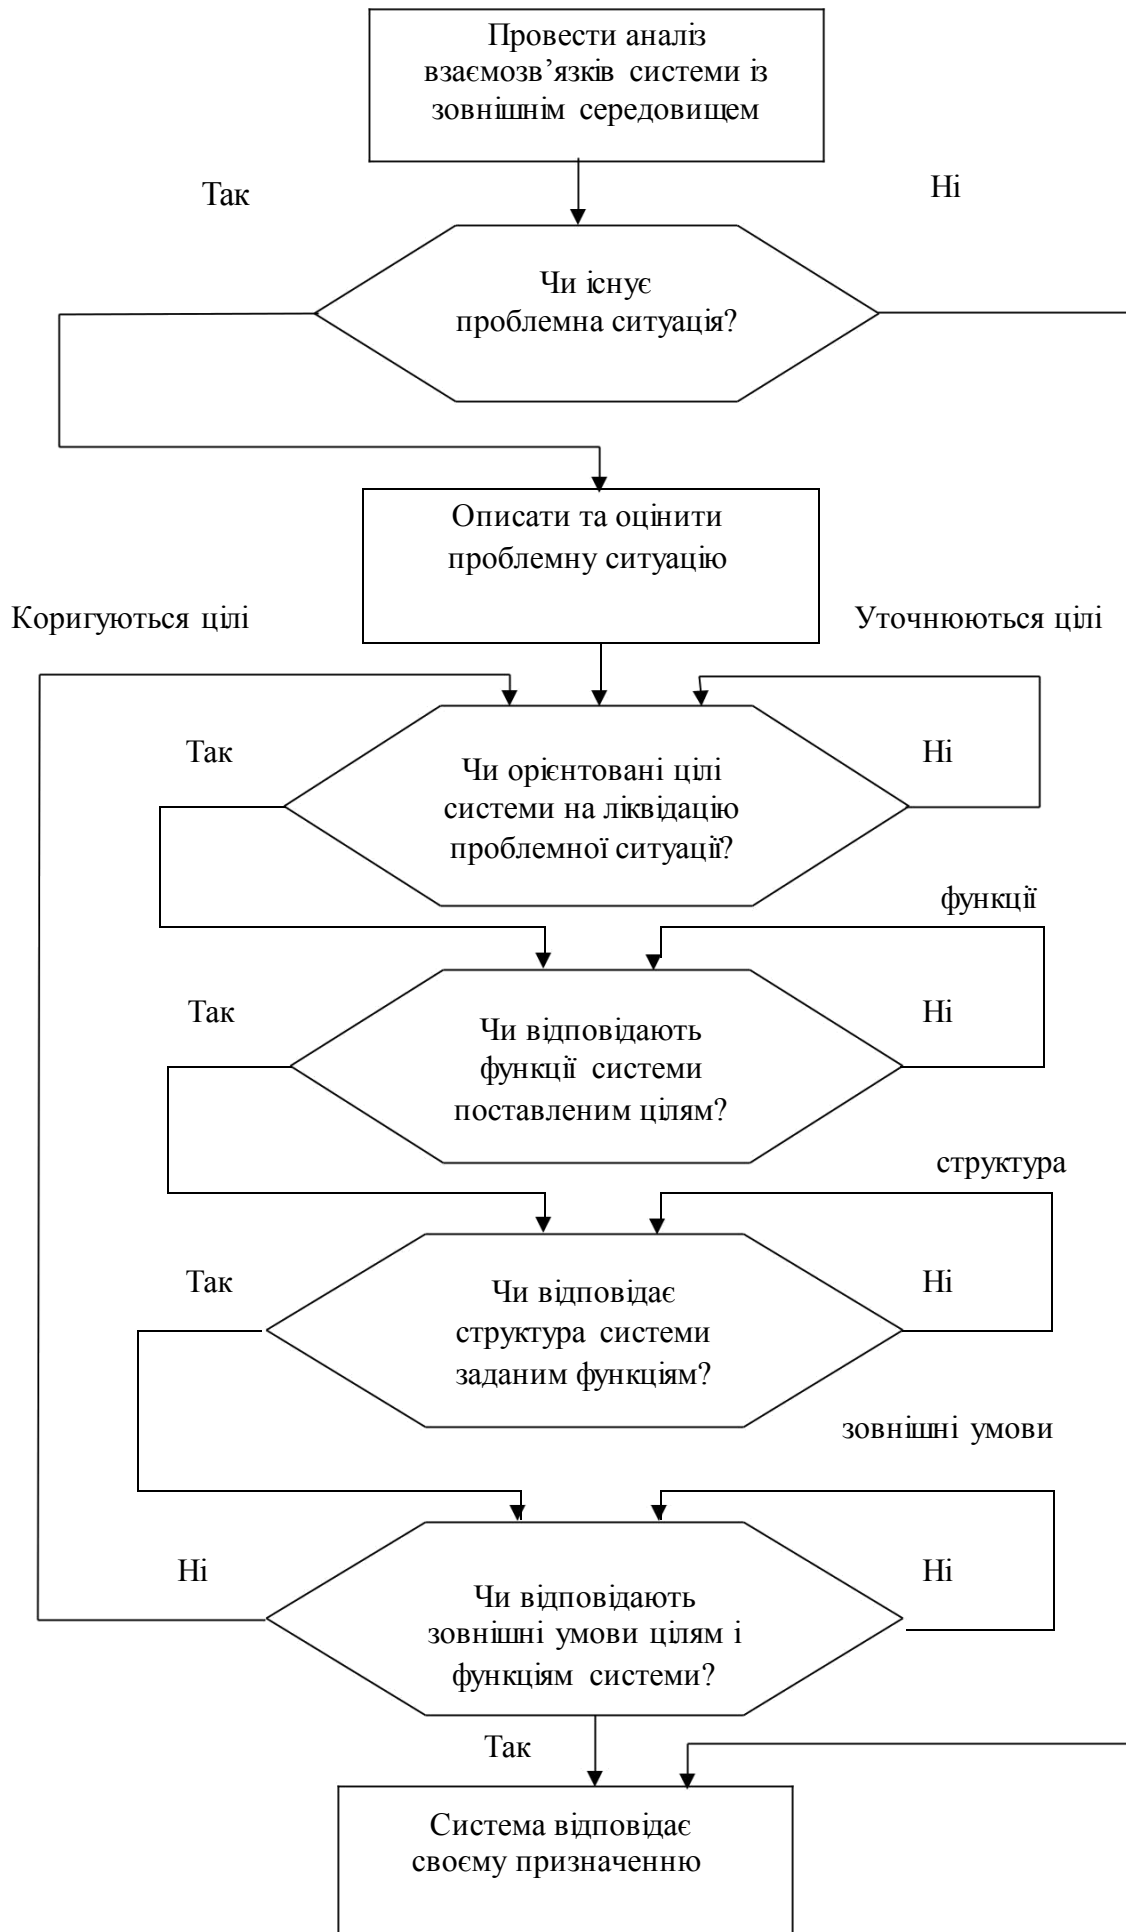 Провести аналіз
взаємозв’язків системи із
зовнішнім середовищем
Так
Ні
Чи існує
проблемна ситуація?
Описати та оцінити
проблемну ситуацію
Коригуються цілі
Уточнюються цілі
Так
Ні
Чи орієнтовані цілі
системи на ліквідацію
проблемної ситуації?
функції
Так
Ні
Чи відповідають
функції системи
поставленим цілям?
структура
Так
Ні
Чи відповідає
структура системи
заданим функціям?
зовнішні умови
Ні
Ні
Чи відповідають
зовнішні умови цілям і
функціям системи?
Так
Система відповідає
своєму призначенню